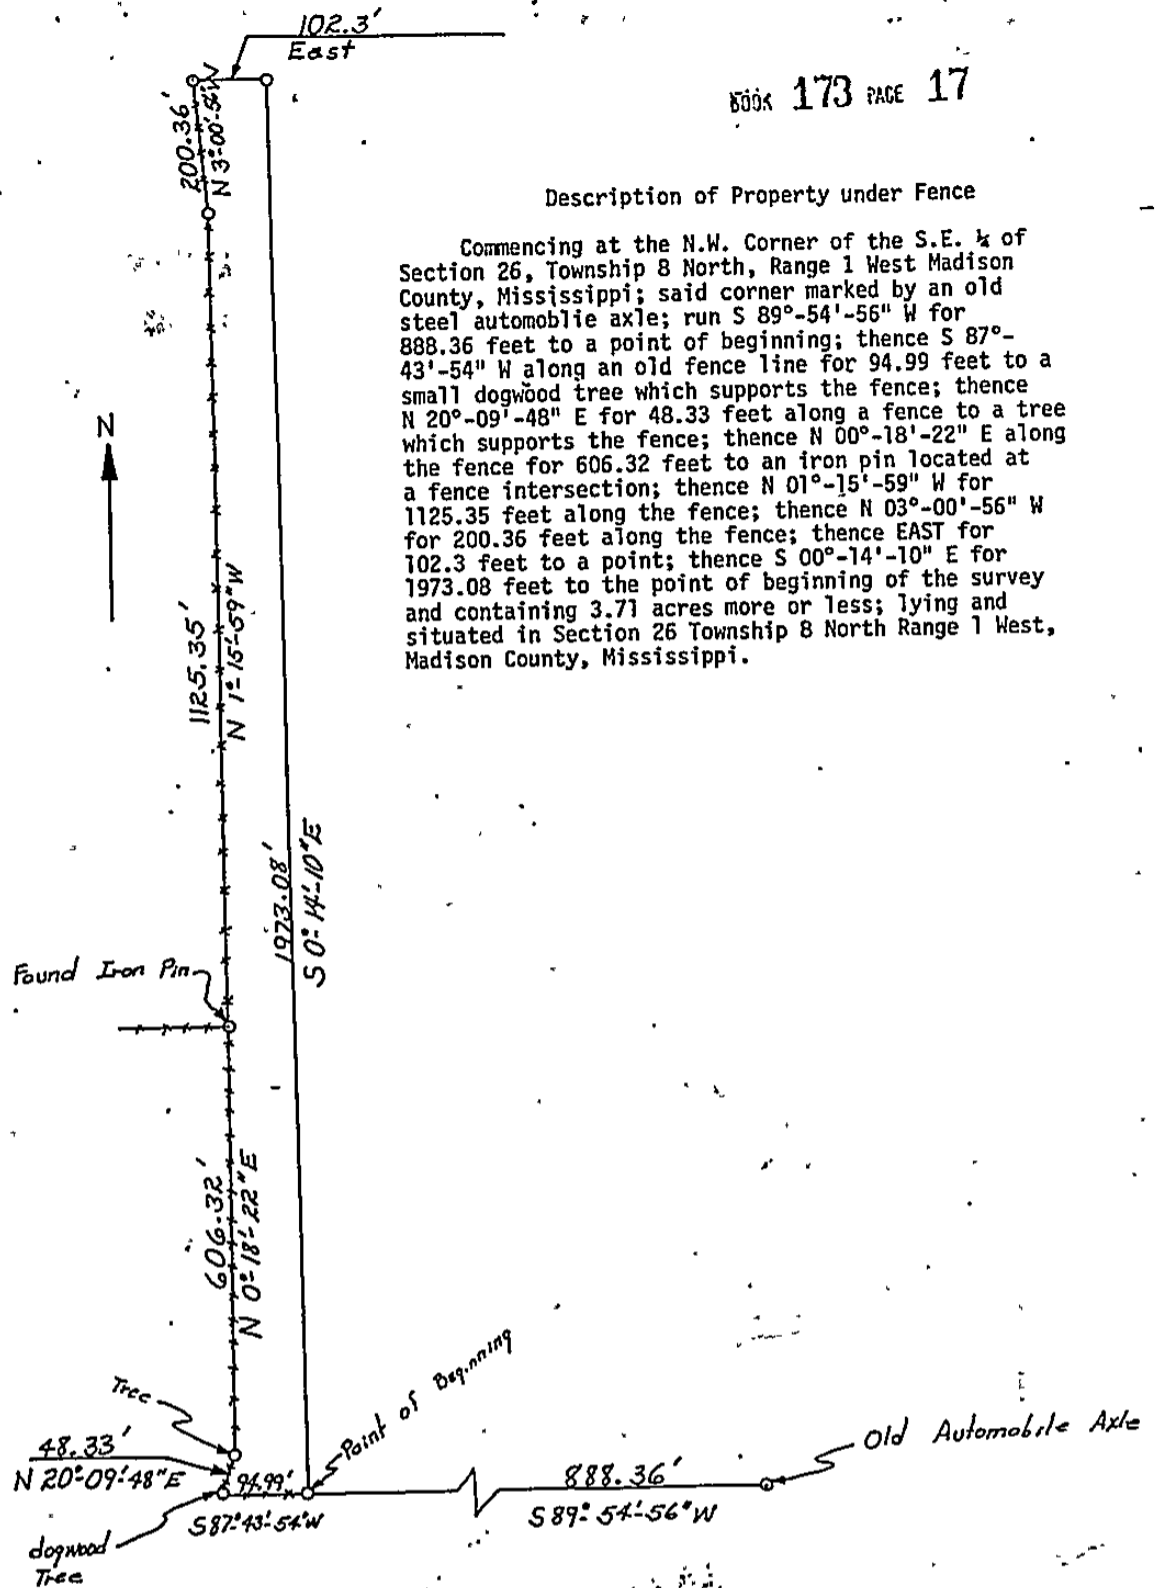 102.3'
East
BOOK 173 PAGE 17
200.36'
N 3°-00'-56"W
Description of Property under Fence
Commencing at the N.W. Corner of the S.E. ¼ of
Section 26, Township 8 North, Range 1 West Madison
County, Mississippi; said corner marked by an old
steel automoblie axle; run S 89°-54'-56" W for
888.36 feet to a point of beginning; thence S 87°-
43'-54" W along an old fence line for 94.99 feet to a
small dogwood tree which supports the fence; thence
N 20°-09'-48" E for 48.33 feet along a fence to a tree
which supports the fence; thence N 00°-18'-22" E along
the fence for 606.32 feet to an iron pin located at
a fence intersection; thence N 01°-15'-59" W for
1125.35 feet along the fence; thence N 03°-00'-56" W
for 200.36 feet along the fence; thence EAST for
102.3 feet to a point; thence S 00°-14'-10" E for
1973.08 feet to the point of beginning of the survey
and containing 3.71 acres more or less; lying and
situated in Section 26 Township 8 North Range 1 West,
Madison County, Mississippi.
N
1125.35'
N 1°-15'-59"W
1973.08'
S 0°-14'-10"E
Found Iron Pin
606.32'
N 0°-18'-22"E
Tree
Point of Beginning
48.33'
N 20°-09'-48"E
94.99'
S 87°-43'-54"W
888.36'
S 89°-54'-56"W
Old Automobile Axle
dogwood
Tree